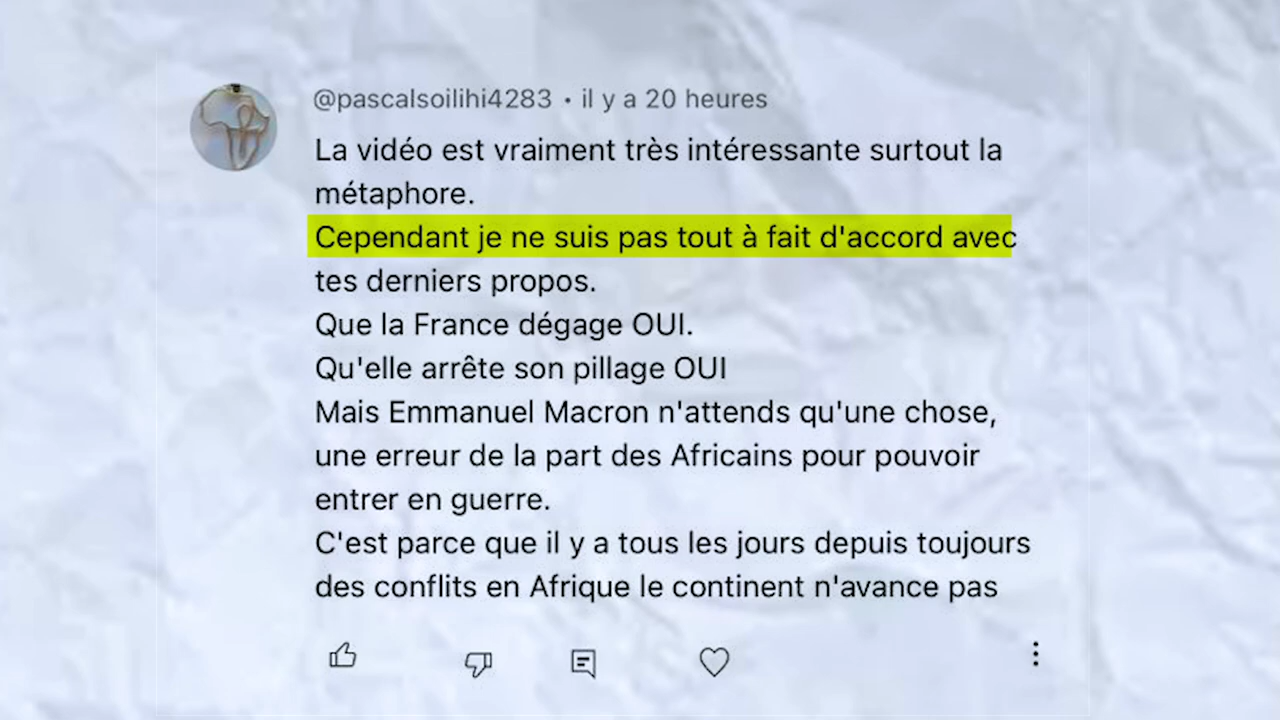 @pascalsoilihi4283 • il y a 20 heures
La vidéo est vraiment très intéressante surtout la
métaphore.
Cependant je ne suis pas tout à fait d'accord avec
tes derniers propos.
Que la France dégage OUI.
Qu'elle arrête son pillage OUI
Mais Emmanuel Macron n'attends qu'une chose,
une erreur de la part des Africains pour pouvoir
entrer en guerre.
C'est parce que il y a tous les jours depuis toujours
des conflits en Afrique le continent n'avance pas